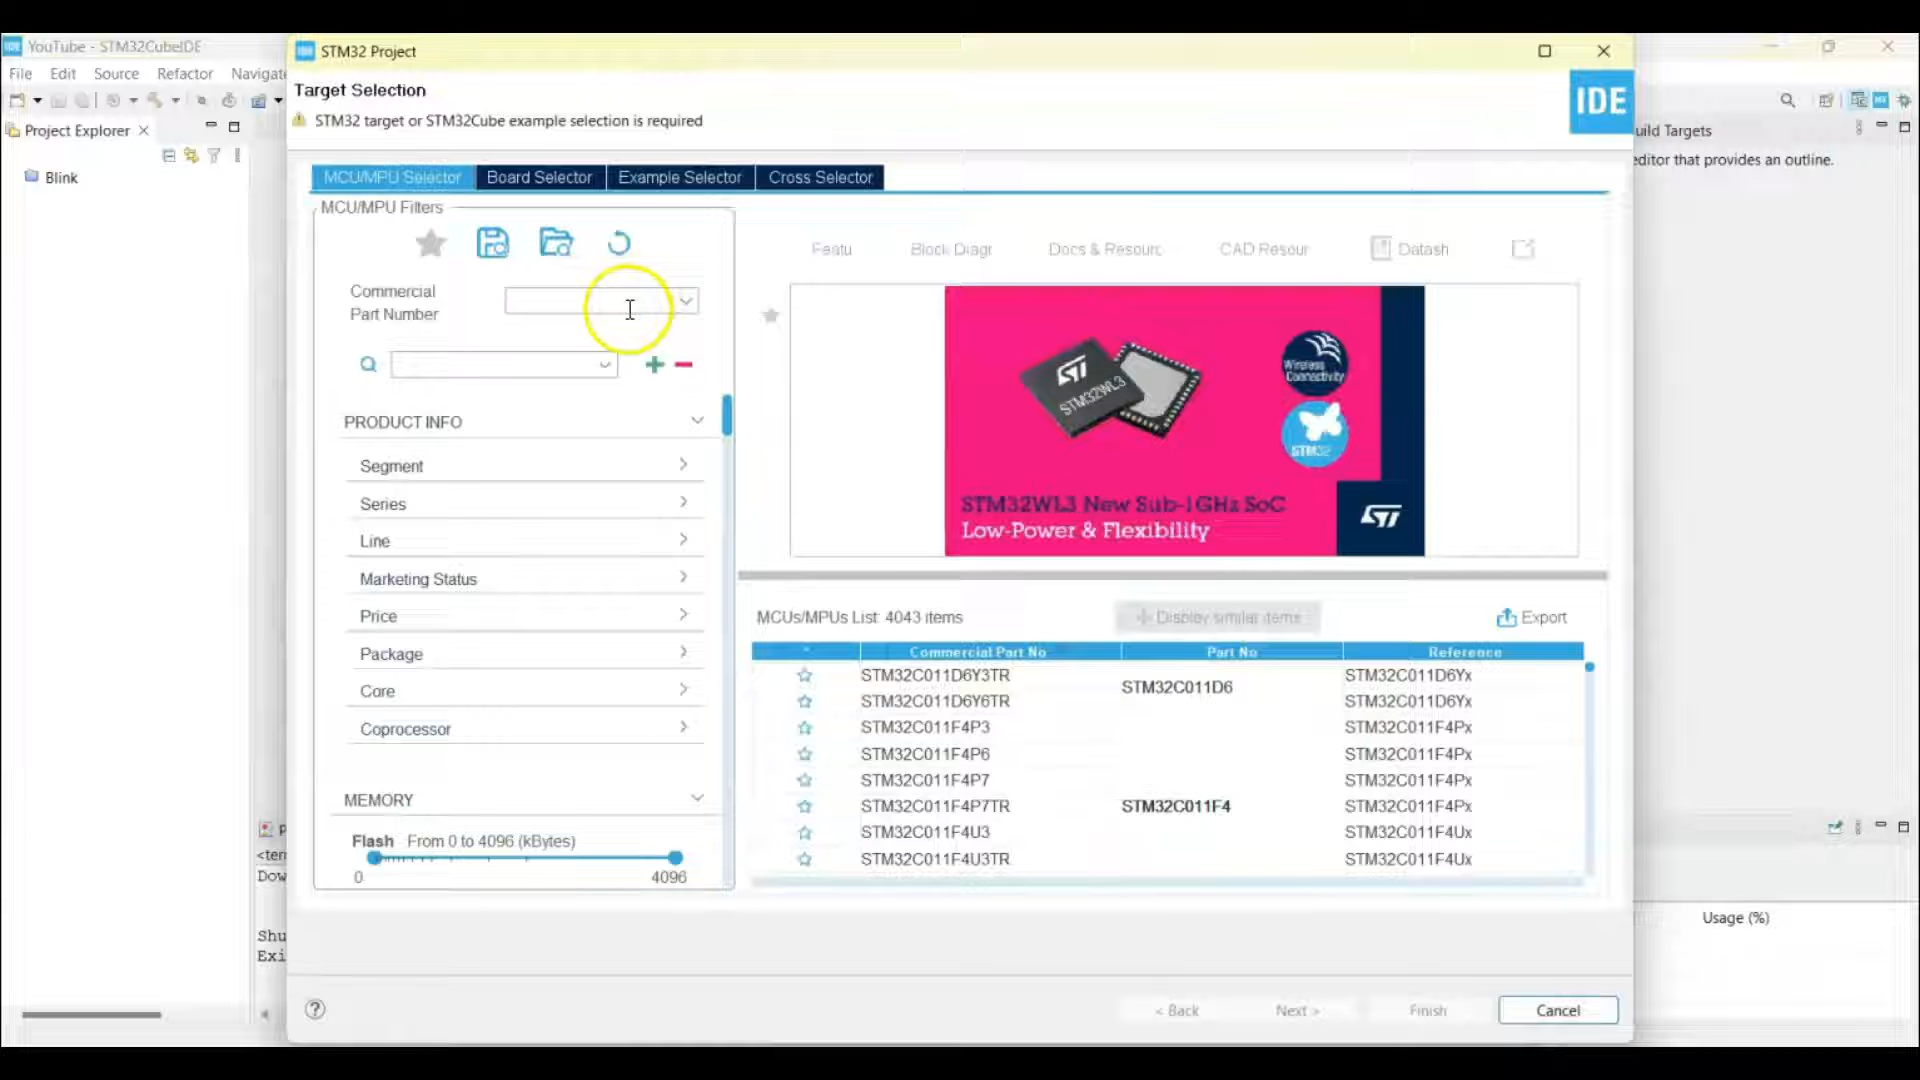 YouTube - STM32CubeIDE
File Edit Source Refactor Navigate
Project Explorer
Blink
STM32 Project
Target Selection
STM32 target or STM32Cube example selection is required
IDE
MCU/MPU Selector
Board Selector
Example Selector
Cross Selector
MCU/MPU Filters
Commercial
Part Number
PRODUCT INFO
Segment
Series
Line
Marketing Status
Price
Package
Core
Coprocessor
MEMORY
Flash From 0 to 4096 (kBytes)
0 4096
Featu
Block Diagr
Docs & Resourc
CAD Resour
Datash
ST
STM32WL3
Wireless
Connectivity
STM32
STM32WL3 New Sub-1GHz SoC
Low-Power & Flexibility
ST
MCUs/MPUs List: 4043 items
+ Display similar items
Export
* Commercial Part No Part No Reference
STM32C011D6Y3TR STM32C011D6Yx
STM32C011D6
STM32C011D6Y6TR STM32C011D6Yx
STM32C011F4P3 STM32C011F4Px
STM32C011F4P6 STM32C011F4Px
STM32C011F4P7 STM32C011F4Px
STM32C011F4P7TR STM32C011F4 STM32C011F4Px
STM32C011F4U3 STM32C011F4Ux
STM32C011F4U3TR STM32C011F4Ux
< Back
Next >
Finish
Cancel
uild Targets
editor that provides an outline.
P
<ter
Dow
Shu
Exi
Usage (%)